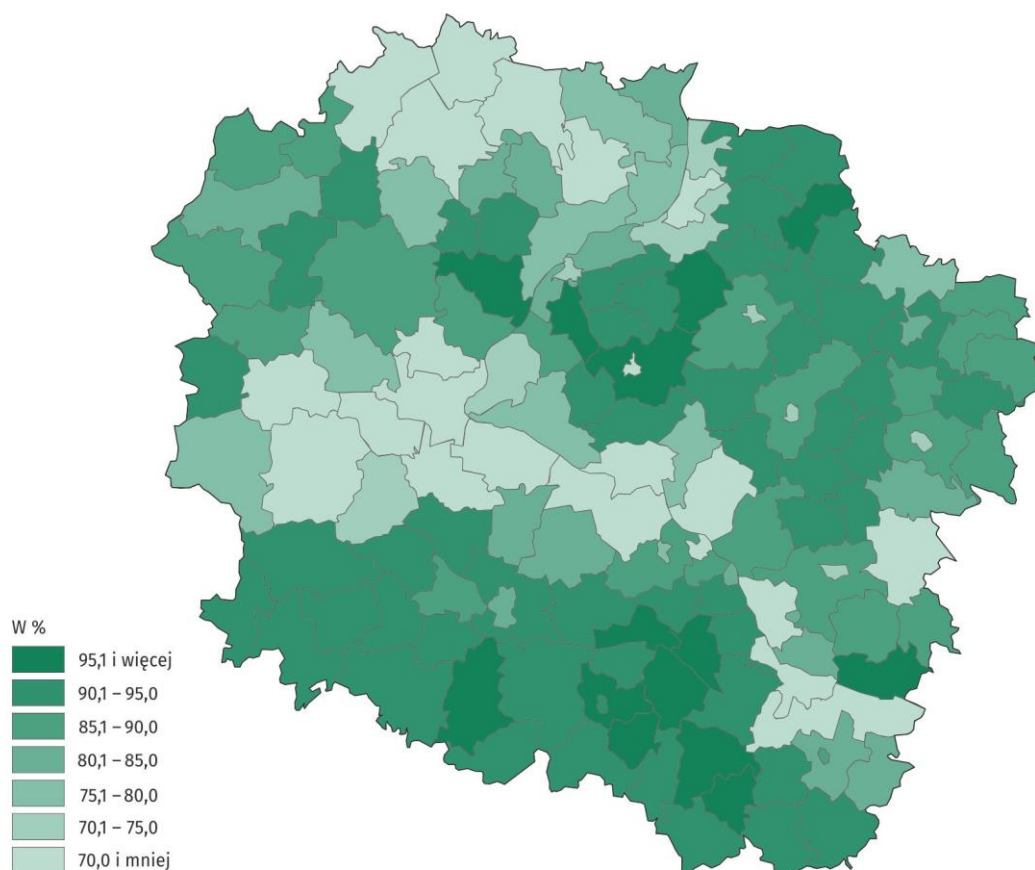 W %
95,1 i więcej
90,1 – 95,0
85,1 – 90,0
80,1 – 85,0
75,1 – 80,0
70,1 – 75,0
70,0 i mniej